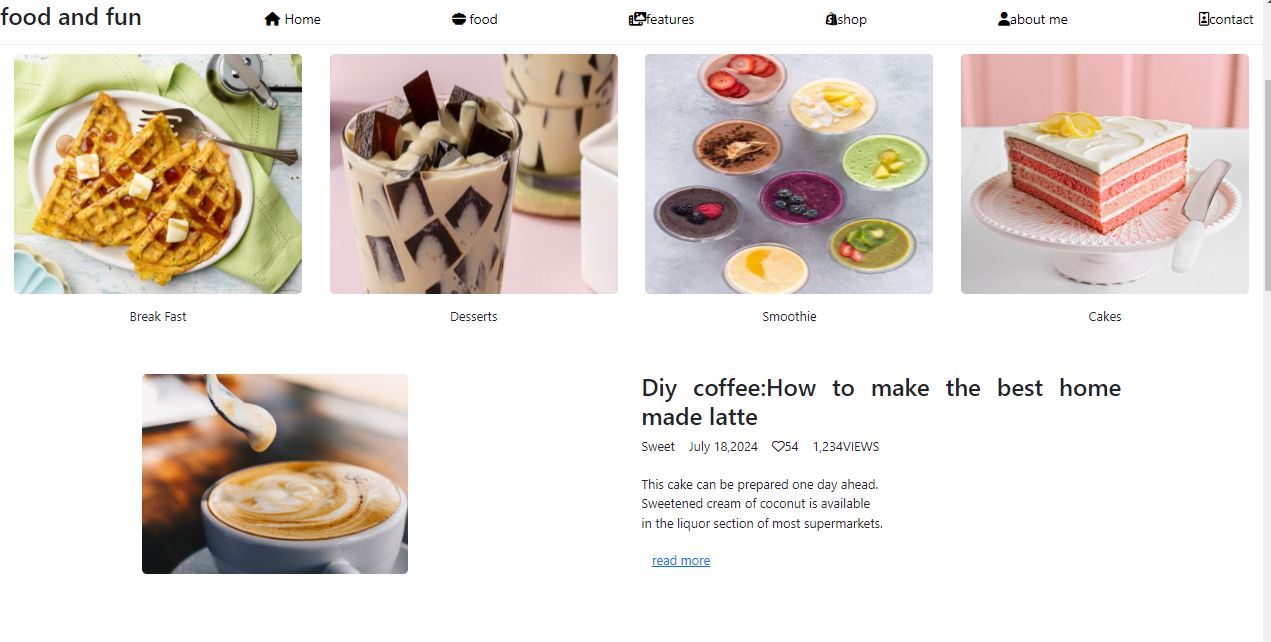 food and fun
Home
food
features
shop
about me
contact
Break Fast
Desserts
Smoothie
Cakes
Diy coffee:How to make the best home
made latte
Sweet July 18,2024 54 1,234VIEWS
This cake can be prepared one day ahead.
Sweetened cream of coconut is available
in the liquor section of most supermarkets.
read more